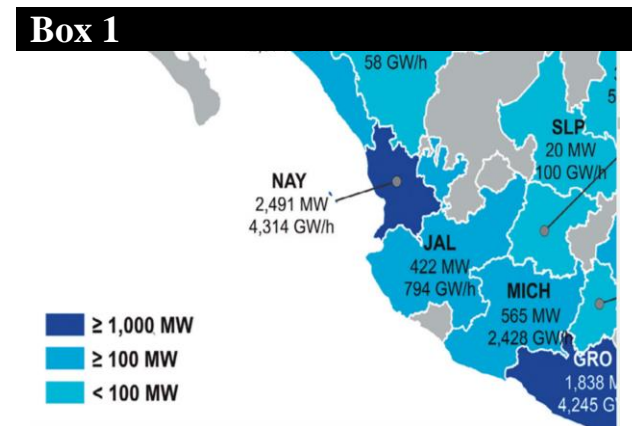 Box 1
58 GW/h
5
SLP
20 MW
100 GW/h
NAY
2,491 MW
4,314 GW/h
JAL
422 MW
794 GW/h
MICH
565 MW
2,428 GW/h
GRO
1,838 M
4,245 G
≥ 1,000 MW
≥ 100 MW
< 100 MW